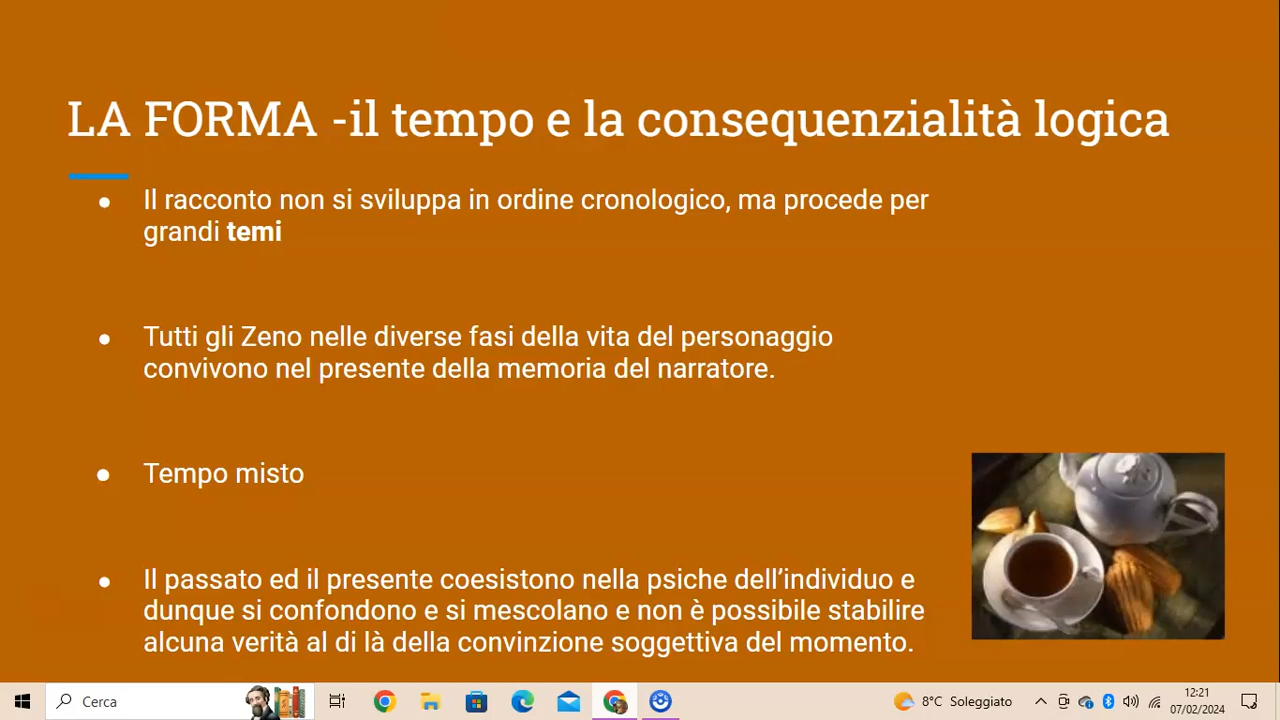 LA FORMA -il tempo e la consequenzialità logica
● Il racconto non si sviluppa in ordine cronologico, ma procede per
grandi temi
● Tutti gli Zeno nelle diverse fasi della vita del personaggio
convivono nel presente della memoria del narratore.
● Tempo misto
● Il passato ed il presente coesistono nella psiche dell’individuo e
dunque si confondono e si mescolano e non è possibile stabilire
alcuna verità al di là della convinzione soggettiva del momento.
Cerca
8°C Soleggiato
12:21
07/02/2024